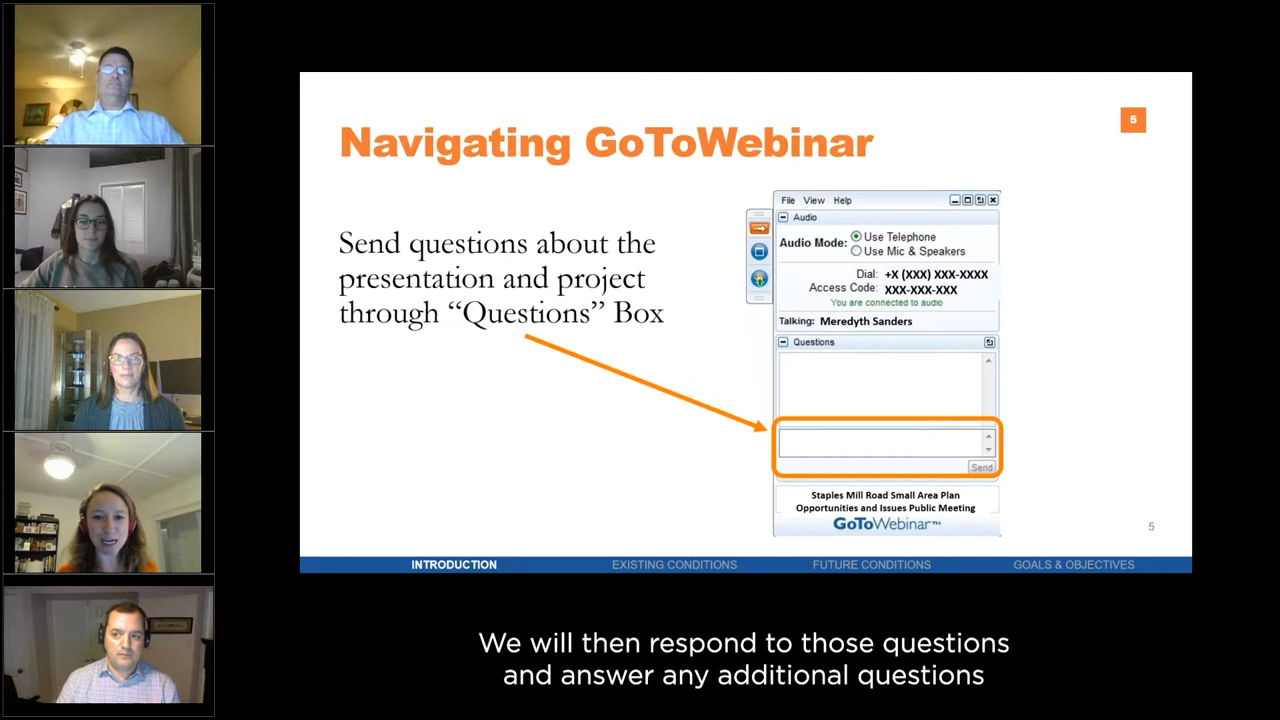 5
Navigating GoToWebinar
Send questions about the
presentation and project
through “Questions” Box
File View Help
Audio
Audio Mode: Use Telephone
Use Mic & Speakers
Dial: +X (XXX) XXX-XXXX
Access Code: XXX-XXX-XXX
You are connected to audio
Talking: Meredyth Sanders
Questions
Send
Staples Mill Road Small Area Plan
Opportunities and Issues Public Meeting
GoToWebinar™
5
INTRODUCTION EXISTING CONDITIONS FUTURE CONDITIONS GOALS & OBJECTIVES
We will then respond to those questions
and answer any additional questions